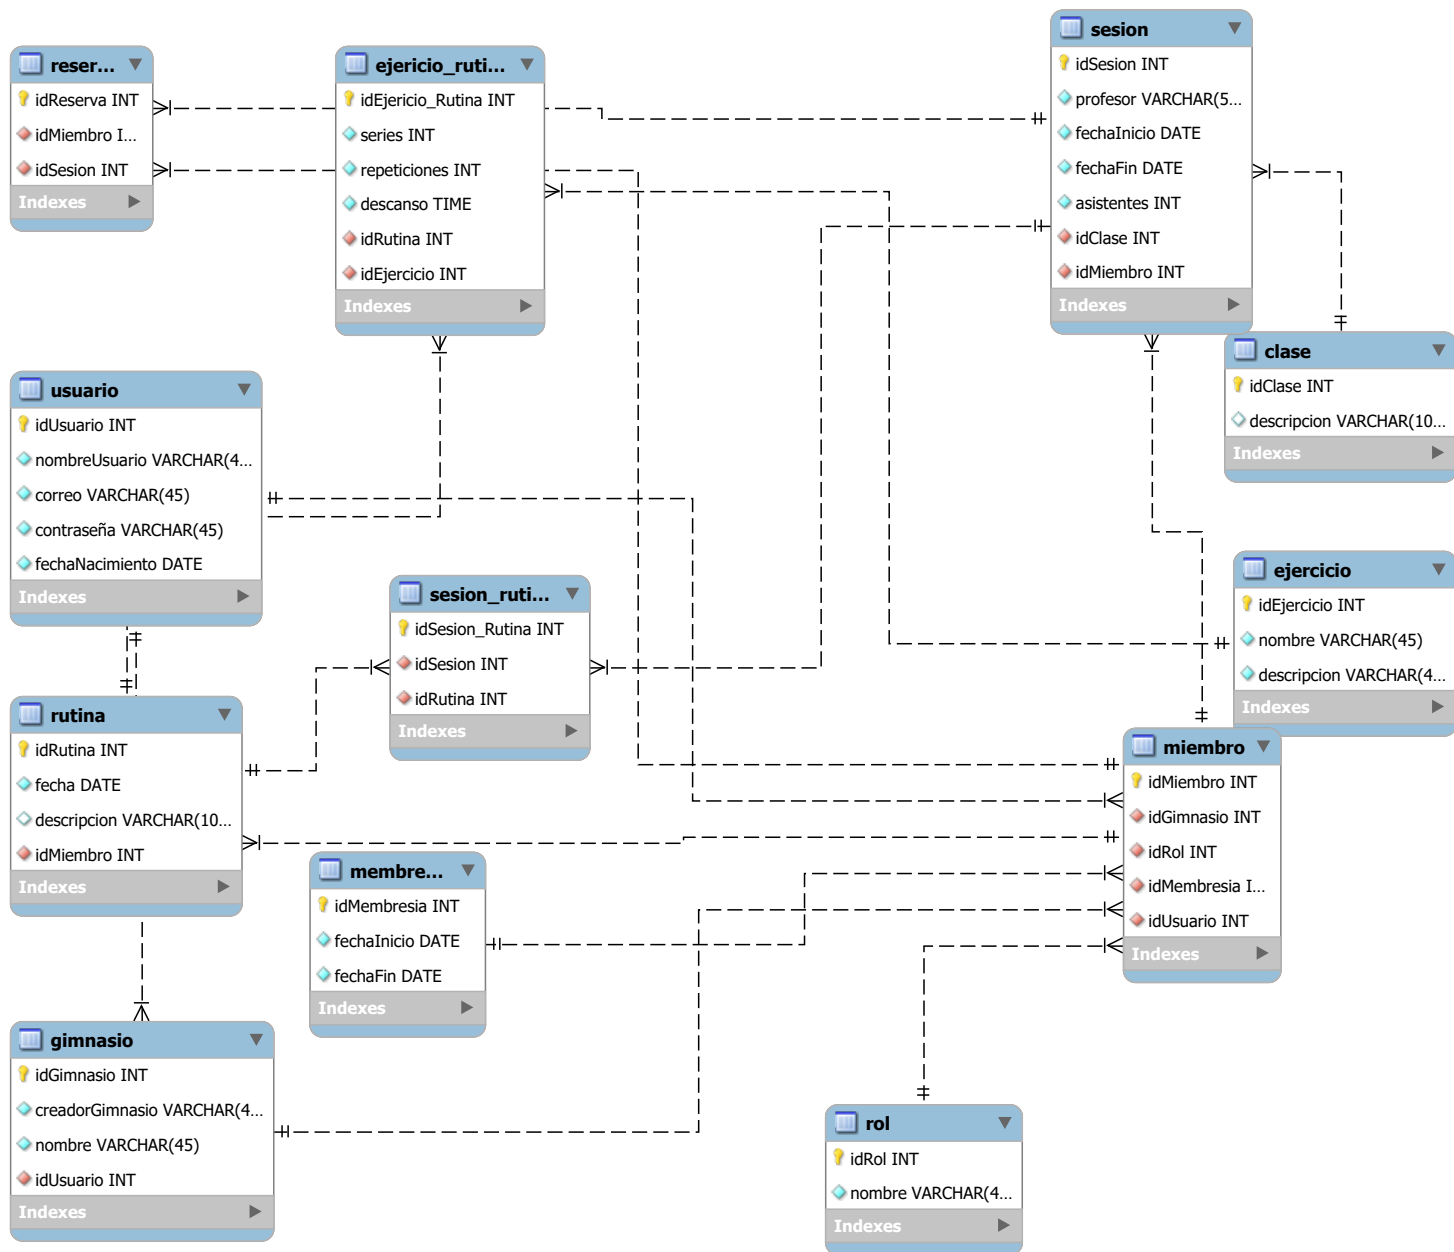 reser...
idReserva INT
idMiembro I...
idSesion INT
Indexes
ejericio_ruti...
idEjericio_Rutina INT
series INT
repeticiones INT
descanso TIME
idRutina INT
idEjercicio INT
Indexes
sesion
idSesion INT
profesor VARCHAR(5...
fechaInicio DATE
fechaFin DATE
asistentes INT
idClase INT
idMiembro INT
Indexes
clase
idClase INT
descripcion VARCHAR(10...
Indexes
usuario
idUsuario INT
nombreUsuario VARCHAR(4...
correo VARCHAR(45)
contraseña VARCHAR(45)
fechaNacimiento DATE
Indexes
sesion_ruti...
idSesion_Rutina INT
idSesion INT
idRutina INT
Indexes
ejercicio
idEjercicio INT
nombre VARCHAR(45)
descripcion VARCHAR(4...
Indexes
rutina
idRutina INT
fecha DATE
descripcion VARCHAR(10...
idMiembro INT
Indexes
membre...
idMembresia INT
fechaInicio DATE
fechaFin DATE
Indexes
miembro
idMiembro INT
idGimnasio INT
idRol INT
idMembresia I...
idUsuario INT
Indexes
gimnasio
idGimnasio INT
creadorGimnasio VARCHAR(4...
nombre VARCHAR(45)
idUsuario INT
Indexes
rol
idRol INT
nombre VARCHAR(4...
Indexes